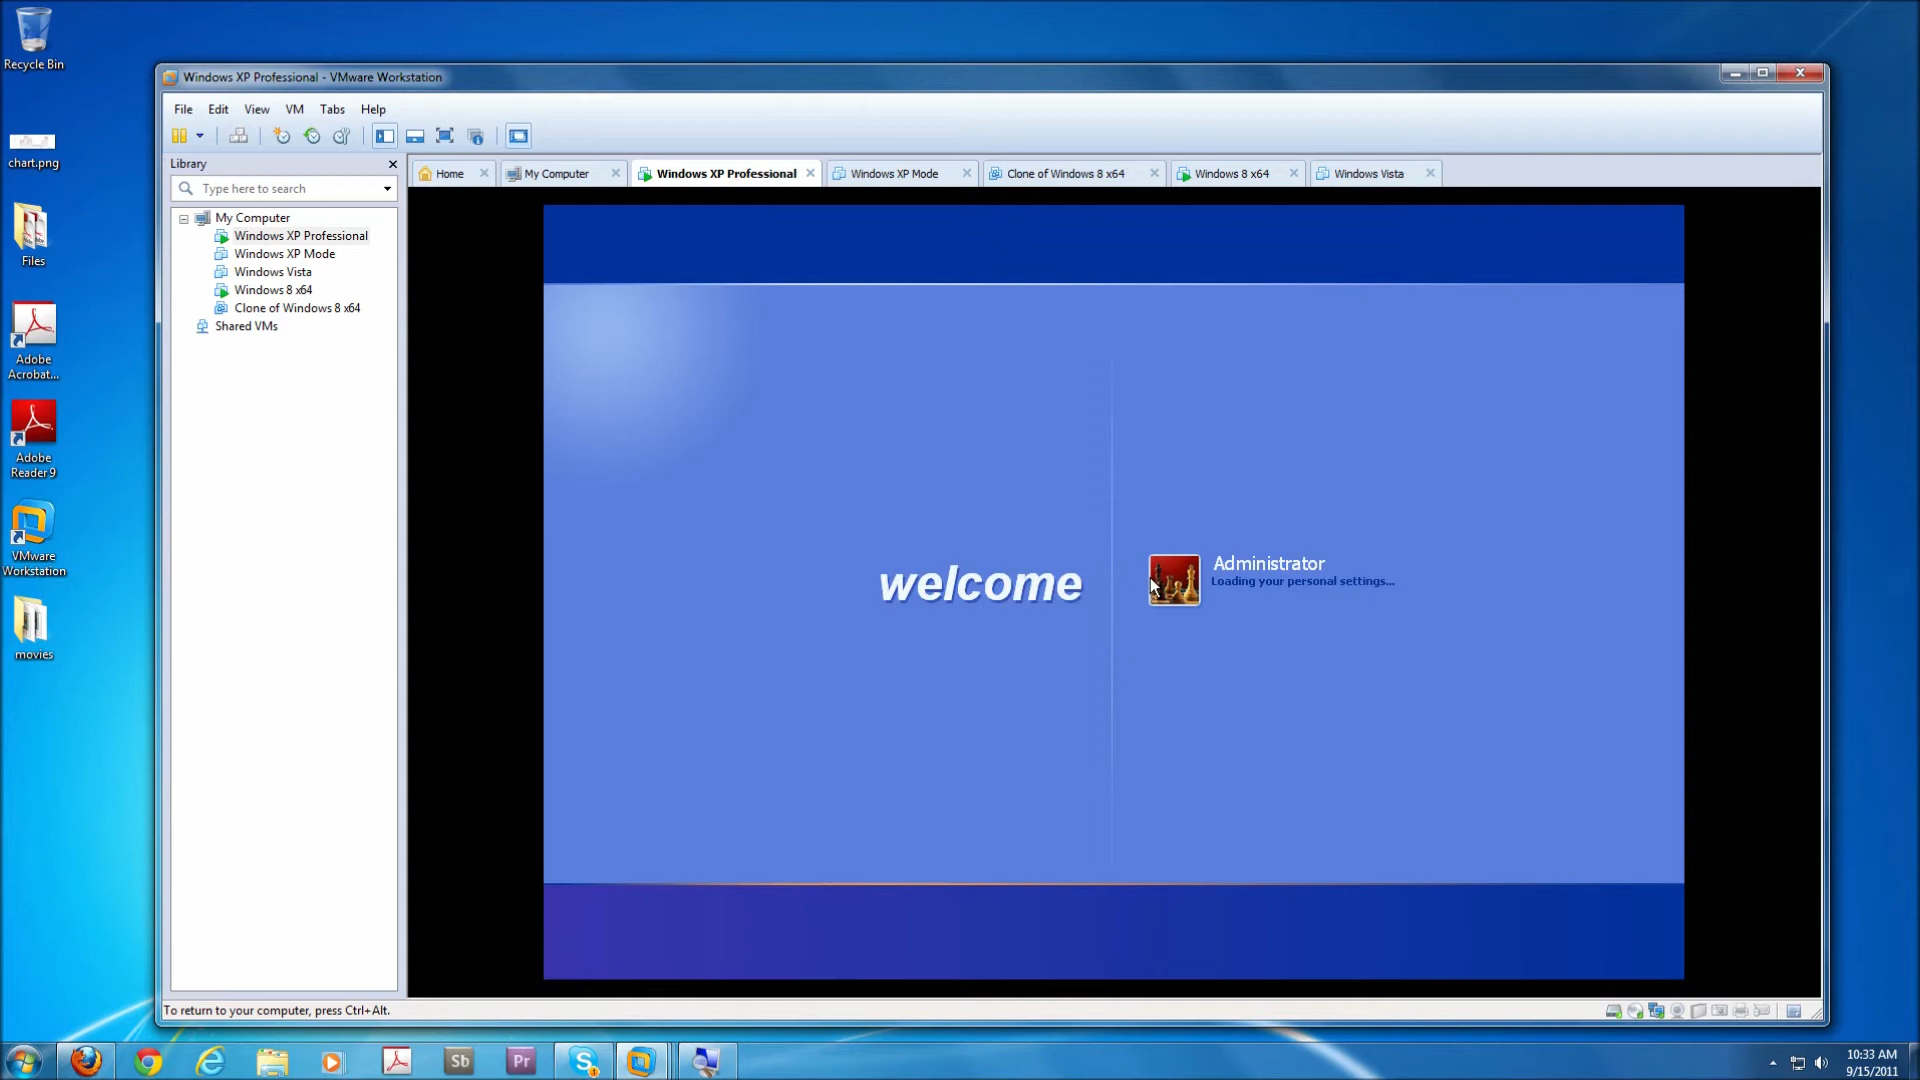 Recycle Bin
chart.png
Files
Adobe
Acrobat...
Adobe
Reader 9
VMware
Workstation
movies
Windows XP Professional - VMware Workstation
File Edit View VM Tabs Help
Library
Type here to search
My Computer
Windows XP Professional
Windows XP Mode
Windows Vista
Windows 8 x64
Clone of Windows 8 x64
Shared VMs
Home
My Computer
Windows XP Professional
Windows XP Mode
Clone of Windows 8 x64
Windows 8 x64
Windows Vista
welcome
Administrator
Loading your personal settings...
To return to your computer, press Ctrl+Alt.
Sb
Pr
10:33 AM
9/15/2011